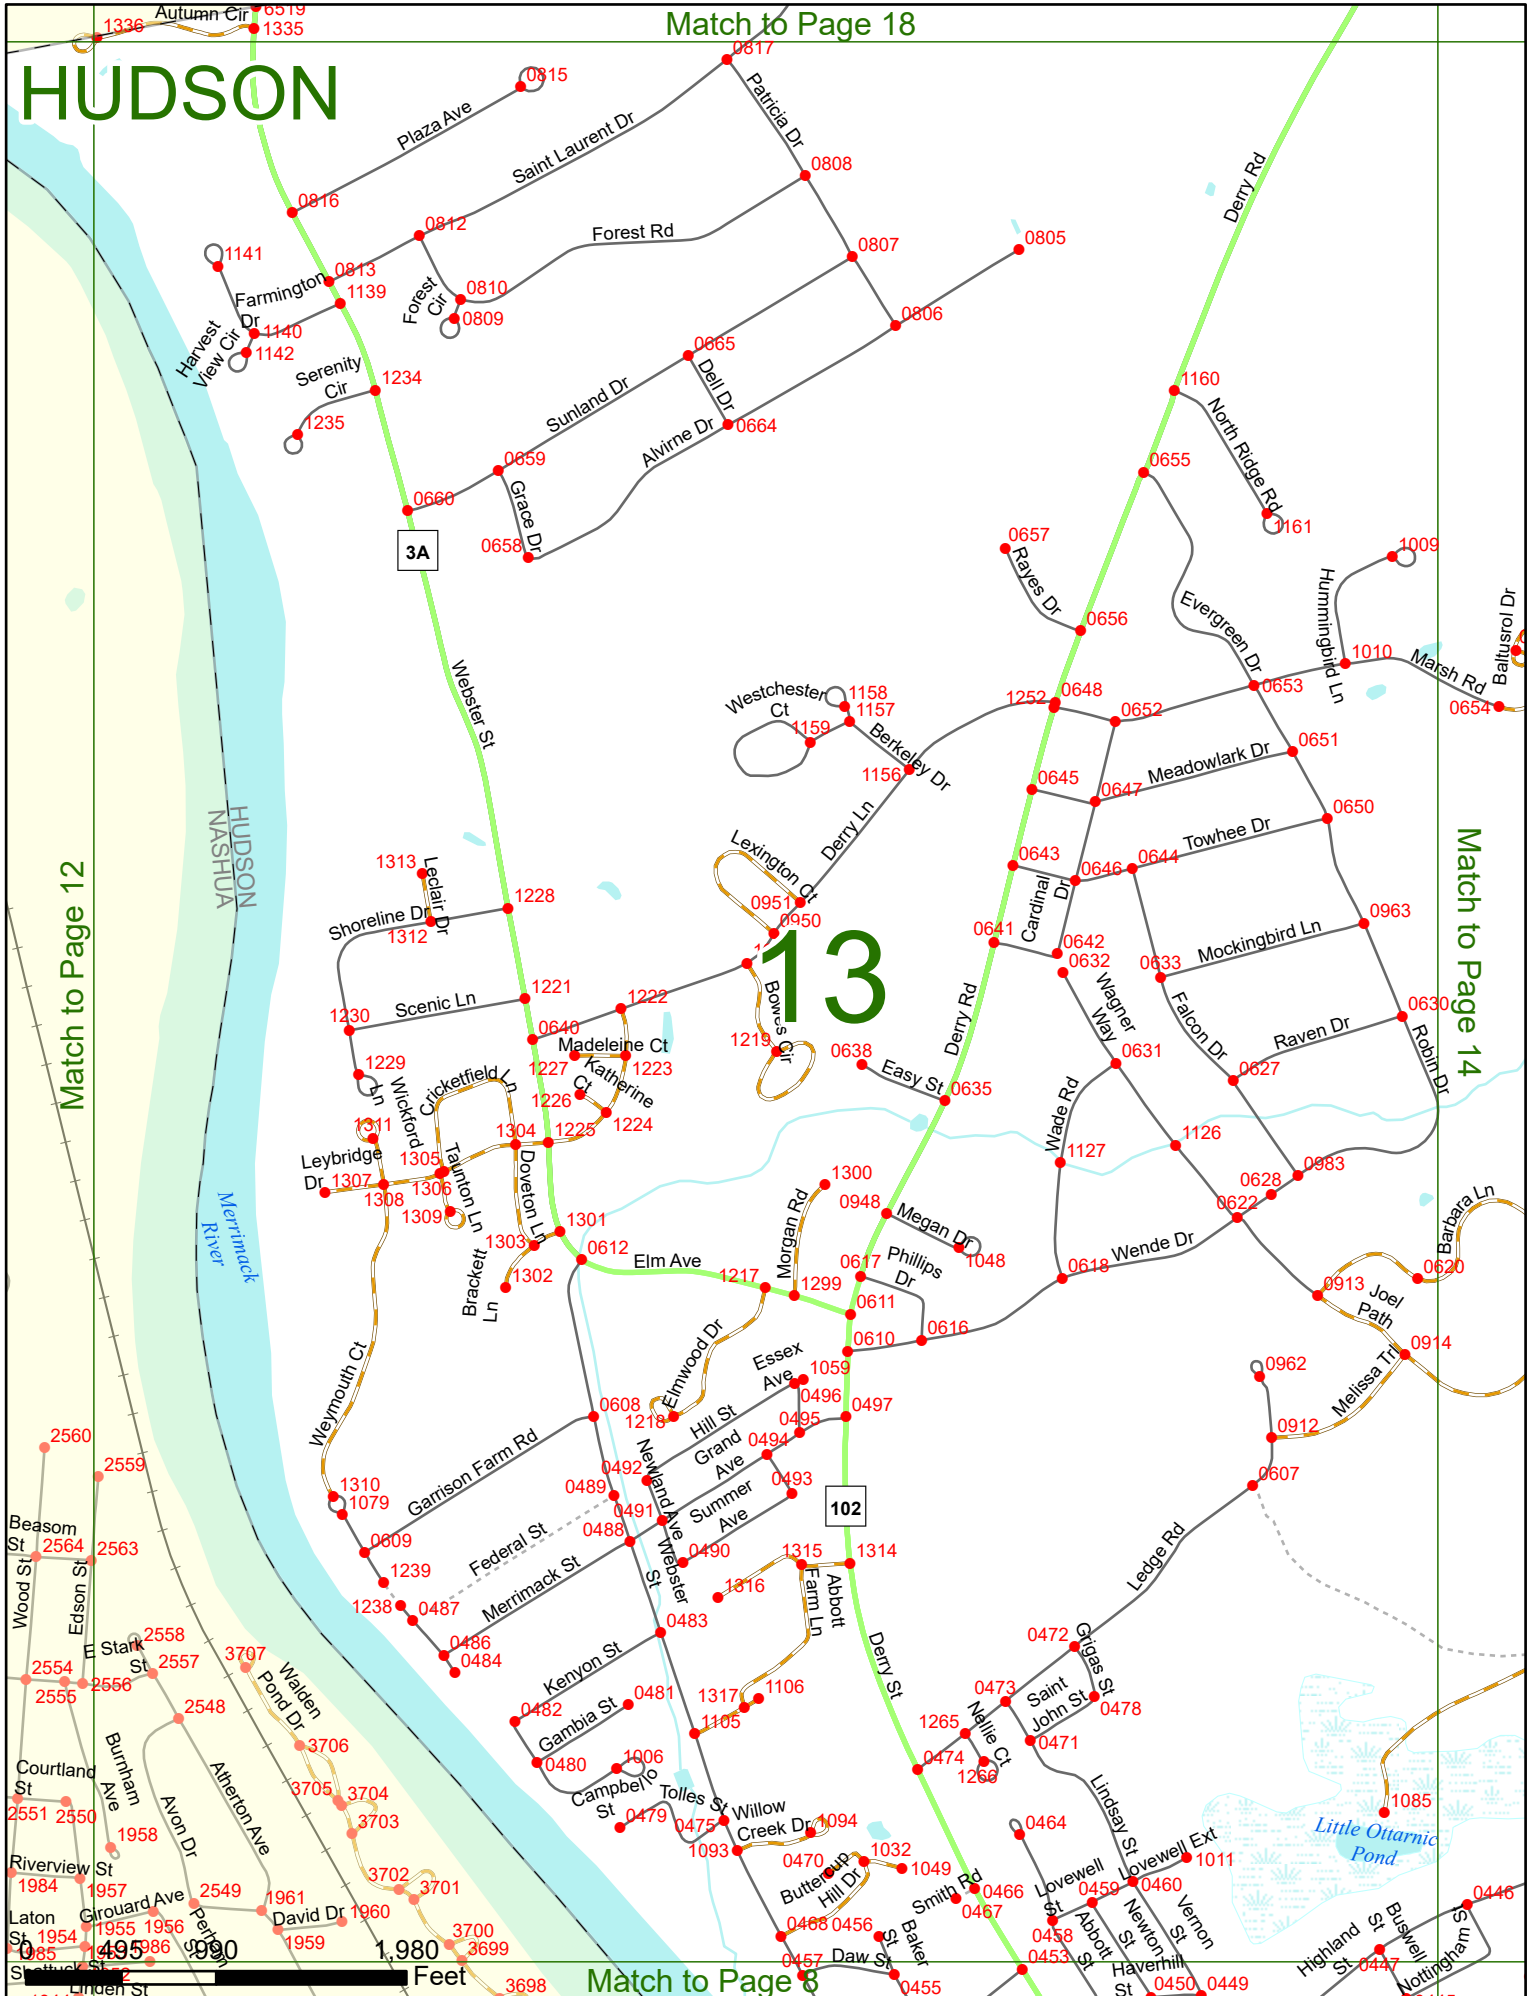 Match to Page 18
HUDSON
Autumn Cir
6519
1336
1335
0817
0815
Plaza Ave
Saint Laurent Dr
Patricia Dr
0808
0816
0812
Forest Rd
0807
0805
Derry Rd
1141
0813
Farmington
Dr
1139
Forest
Cir
0810
0809
0806
Harvest
View Cir
1140
1142
0665
Serenity
Cir
1234
Dell Dr
1160
Sunland Dr
1235
Alvirne Dr
0664
North Ridge Rd
0659
0655
0660
Grace Dr
1161
3A
0658
0657
Rayes Dr
1009
Hummingbird Ln
Evergreen Dr
Baltusrol Dr
0656
1010
Marsh Rd
Webster St
Westchester
Ct
1158
1157
1159
1252
0648
0653
0652
0654
Berkeley Dr
1156
0651
Meadowlark Dr
0645
0647
HUDSON
NASHUA
0650
Towhee Dr
Derry Ln
Lexington Ct
Match to Page 12
Match to Page 14
1313
Leclair Dr
0643
0646
0644
1228
Shoreline Dr
1312
0951
0950
13
Cardinal
Dr
0963
Mockingbird Ln
0641
0642
0632
0633
1221
Scenic Ln
1222
Bowes Cir
Wagner
Way
1230
0640
Falcon Dr
0630
Raven Dr
Robin Dr
Derry Rd
Madeleine Ct
1227
1223
1219
0638
Easy St
0631
0627
1229
Ln
Wickford
Cricketfield Ln
Katherine
Ct
1226
0635
1224
1311
1304
1225
Wade Rd
1126
Leybridge
Dr
1305
1306
1307
1308
Taunton Ln
Doveton Ln
1127
1300
0983
0628
0948
Morgan Rd
Megan Dr
0622
1309
1301
1303
Merrimack
River
0612
Elm Ave
1048
Wende Dr
Barbara Ln
Brackett
Ln
1302
1217
1299
0617
Phillips
Dr
0618
0620
0913
Joel
Path
0611
0610
0616
Elmwood Dr
Weymouth Ct
Essex
Ave
1059
0962
0914
Melissa Trl
0496
0608
1218
Hill St
0495
0497
0912
2560
2559
Garrison Farm Rd
Newland Ave
Grand
Ave
0494
0492
0493
0607
0489
1310
1079
0491
Summer
Ave
102
Beasom
St
2564
2563
0609
Federal St
0488
0490
1315
1314
Ledge Rd
Wood St
Edson St
1239
1238
0487
Merrimack St
Webster
St
1316
Farm Ln
Abbott
0483
E Stark
St
2558
2557
3707
0486
0484
Derry St
0472
Grigas St
2554
2555
2556
Walden
Pond Dr
Kenyon St
1317
1106
0473
Saint
John St
0478
0482
0481
2548
Gambia St
1105
1265
Nellie Ct
0471
3706
0480
1006
0474
1266
Burnham
Ave
Courtland
St
2551
2550
Atherton Ave
Avon Dr
3705
3704
Campbello
St
Tolles St
Lindsay St
3703
0479
0475
Willow
Creek Dr
1094
0464
1085
Little Ottarnic
Pond
1958
1093
Lovewell Ext
1011
Riverview St
0470
1032
1049
Buttercup
Hill Dr
Smith Rd
Lovewell
St
0460
1984
1957
3702
3701
0466
0459
0467
0446
2549
1961
Girouard Ave
1960
David Dr
Laton
St
1954
1955
1956
Perham
St
1959
3700
0468
0456
St
Baker
0458
Abbott
St
Newton
St
Vernon
St
Highland
St
Buswell
St
Nottingham St
1985
1986
3699
0457
Daw St
0453
Haverhill
St
0447
0
495
990
1,980
Feet
Shattuck St
Linden St
3698
Match to Page 8
0455
0450
0449